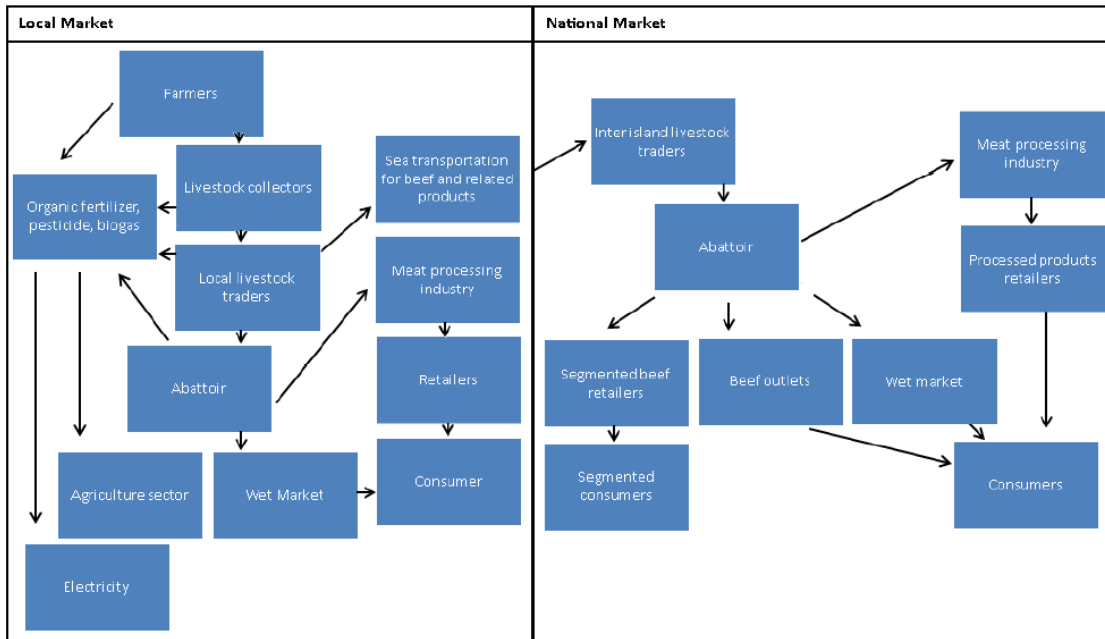 Local Market
National Market
Farmers
Livestock collectors
Organic fertilizer,
pesticide, biogas
Local livestock
traders
Abattoir
Agriculture sector
Wet Market
Electricity
Sea transportation
for beef and related
products
Meat processing
industry
Retailers
Consumer
Inter island livestock
traders
Abattoir
Meat processing
industry
Processed products
retailers
Segmented beef
retailers
Beef outlets
Wet market
Segmented
consumers
Consumers